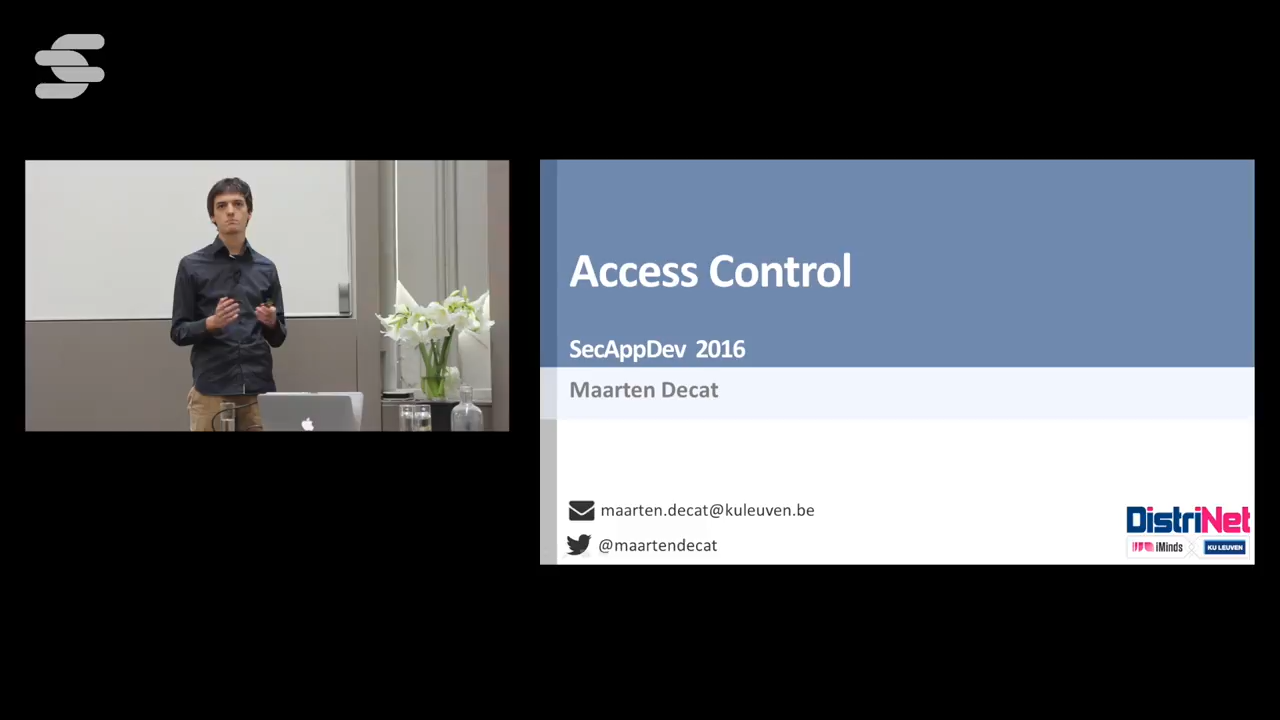 Access Control
SecAppDev 2016
Maarten Decat
maarten.decat@kuleuven.be
@maartendecat
DistriNet
iMinds
KU LEUVEN